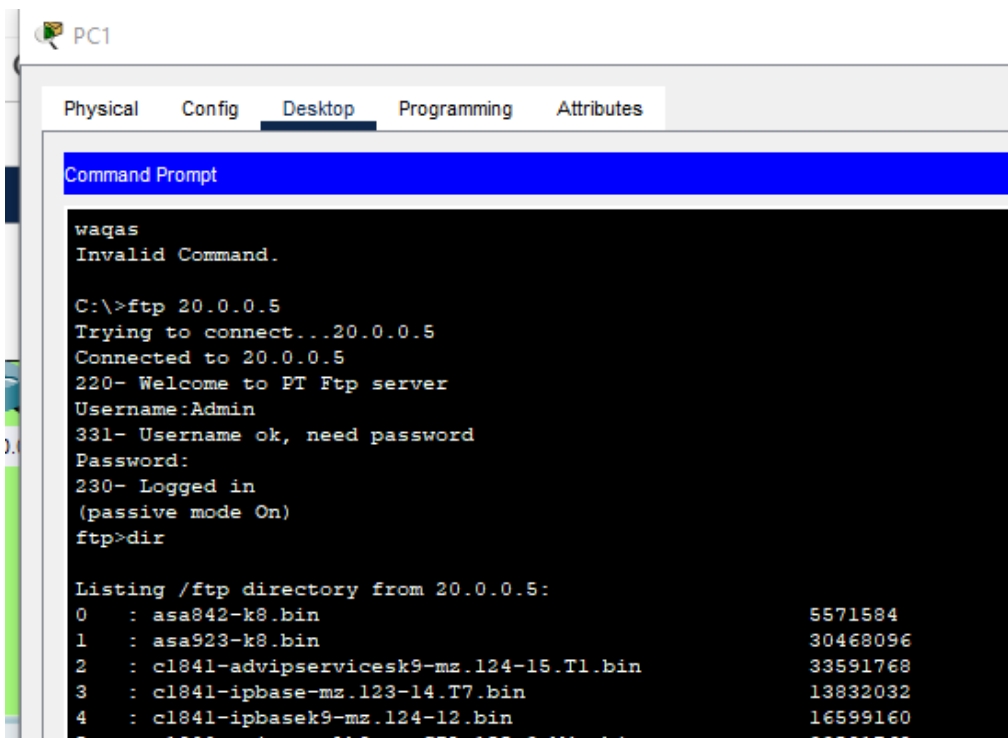 PC1
Physical Config Desktop Programming Attributes
Command Prompt
waqas
Invalid Command.
C:\>ftp 20.0.0.5
Trying to connect...20.0.0.5
Connected to 20.0.0.5
220- Welcome to PT Ftp server
Username:Admin
331- Username ok, need password
Password:
230- Logged in
(passive mode On)
ftp>dir
Listing /ftp directory from 20.0.0.5:
0 : asa842-k8.bin 5571584
1 : asa923-k8.bin 30468096
2 : c1841-advipservicesk9-mz.124-15.T1.bin 33591768
3 : c1841-ipbase-mz.123-14.T7.bin 13832032
4 : c1841-ipbasek9-mz.124-12.bin 16599160